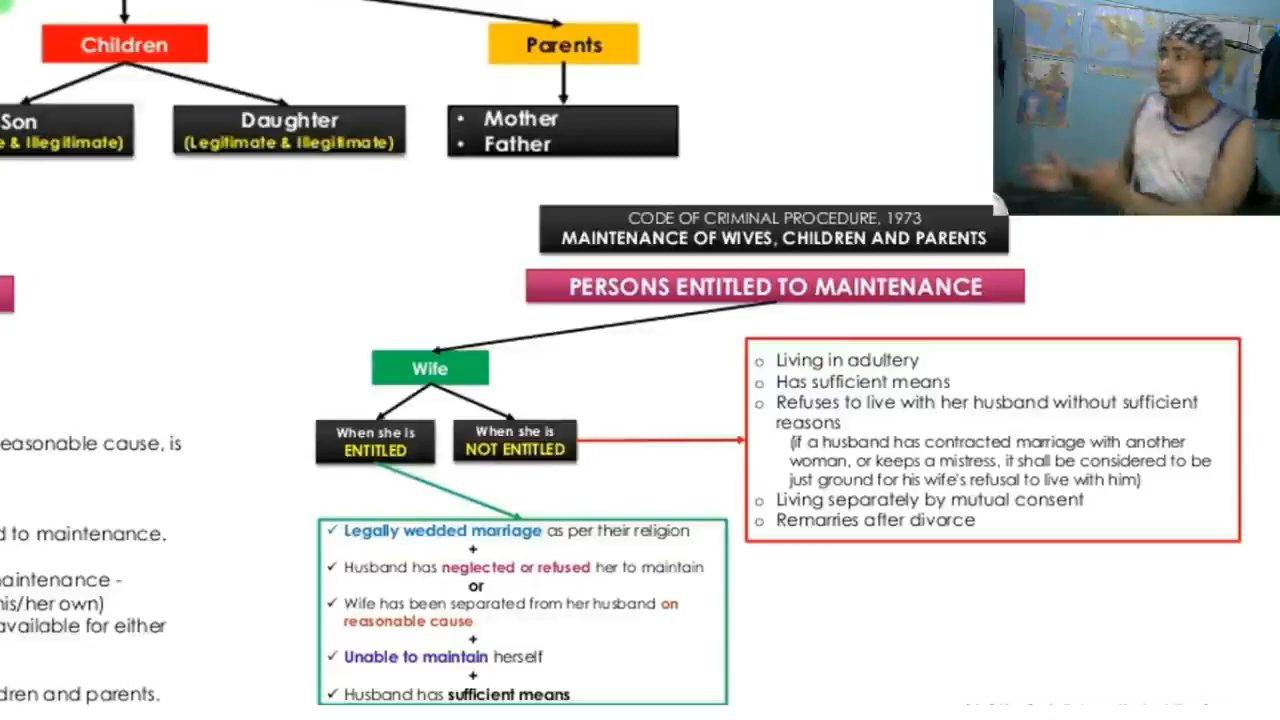 Children
Parents
Son
e & Illegitimate)
Daughter
(Legitimate & Illegitimate)
• Mother
• Father
CODE OF CRIMINAL PROCEDURE, 1973
MAINTENANCE OF WIVES, CHILDREN AND PARENTS
PERSONS ENTITLED TO MAINTENANCE
Wife
When she is
ENTITLED
When she is
NOT ENTITLED
o Living in adultery
o Has sufficient means
o Refuses to live with her husband without sufficient
reasons
(if a husband has contracted marriage with another
woman, or keeps a mistress, it shall be considered to be
just ground for his wife's refusal to live with him)
o Living separately by mutual consent
o Remarries after divorce
easonable cause, is
d to maintenance.
aintenance -
his/her own)
available for either
dren and parents.
✓ Legally wedded marriage as per their religion
+
✓ Husband has neglected or refused her to maintain
or
✓ Wife has been separated from her husband on
reasonable cause
+
✓ Unable to maintain herself
+
✓ Husband has sufficient means